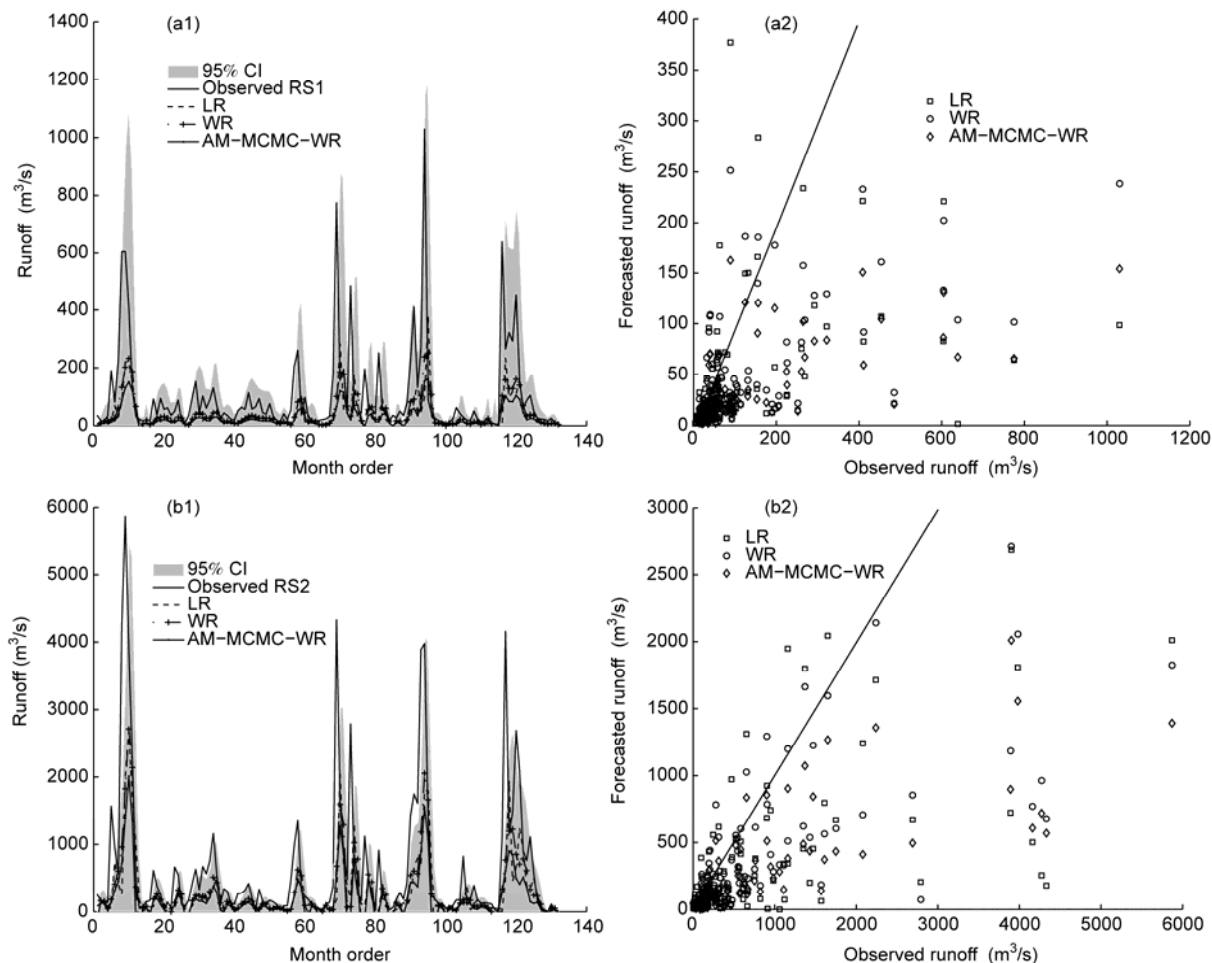 (a1)
1400
1200
1000
800
600
400
200
0
Runoff (m³/s)
95% CI
Observed RS1
LR
WR
AM−MCMC−WR
0 20 40 60 80 100 120 140
Month order
(a2)
400
350
300
250
200
150
100
50
0
Forecasted runoff (m³/s)
LR
WR
AM−MCMC−WR
0 200 400 600 800 1000 1200
Observed runoff (m³/s)
(b1)
6000
5000
4000
3000
2000
1000
0
Runoff (m³/s)
95% CI
Observed RS2
LR
WR
AM−MCMC−WR
0 20 40 60 80 100 120 140
Month order
(b2)
3000
2500
2000
1500
1000
500
0
Forecasted runoff (m³/s)
LR
WR
AM−MCMC−WR
0 1000 2000 3000 4000 5000 6000
Observed runoff (m³/s)